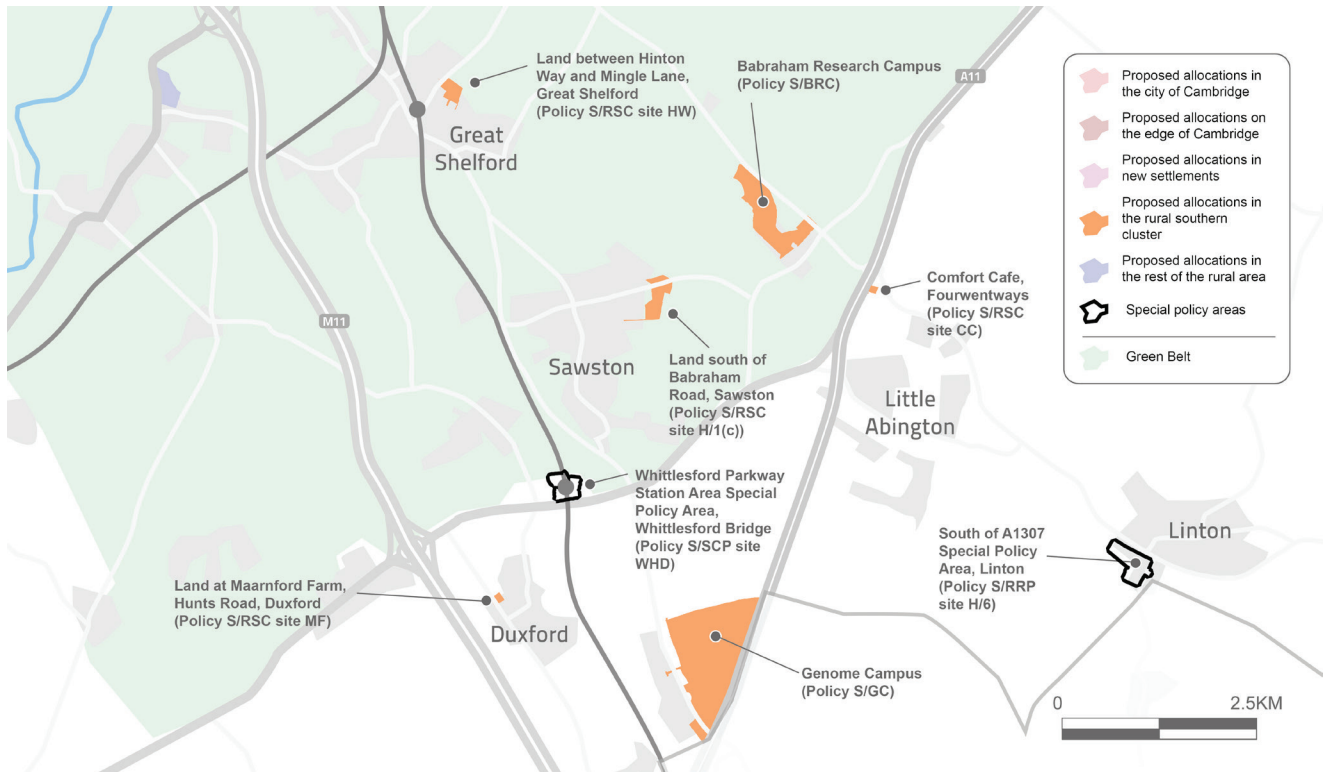 Land between Hinton
Way and Mingle Lane,
Great Shelford
(Policy S/RSC site HW)
Babraham Research Campus
(Policy S/BRC)
A11
Great
Shelford
M11
Comfort Cafe,
Fourwentways
(Policy S/RSC
site CC)
Sawston
Land south of
Babraham
Road, Sawston
(Policy S/RSC
site H/1(c))
Little
Abington
Whittlesford Parkway
Station Area Special
Policy Area,
Whittlesford Bridge
(Policy S/SCP site
WHD)
South of A1307
Special Policy
Area, Linton
(Policy S/RRP
site H/6)
Linton
Land at Maarnford Farm,
Hunts Road, Duxford
(Policy S/RSC site MF)
Duxford
Genome Campus
(Policy S/GC)
Proposed allocations in
the city of Cambridge
Proposed allocations on
the edge of Cambridge
Proposed allocations in
new settlements
Proposed allocations in
the rural southern
cluster
Proposed allocations in
the rest of the rural area
Special policy areas
Green Belt
0 2.5KM